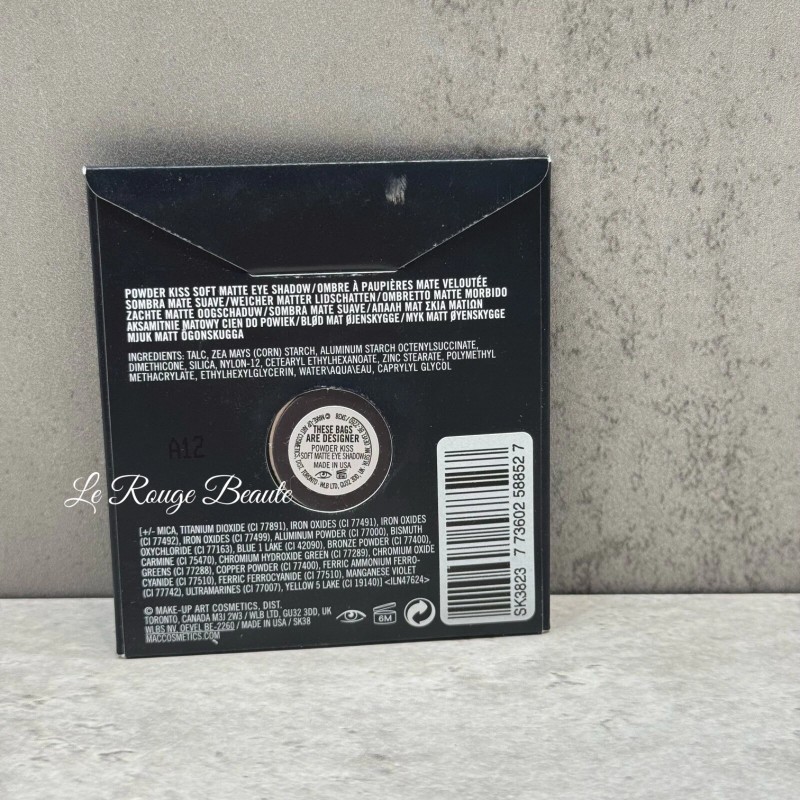 POWDER KISS SOFT MATTE EYE SHADOW/OMBRE À PAUPIÈRES MATE VELOUTÉE
SOMBRA MATE SUAVE/WEICHER MATTER LIDSCHATTEN/OMBRETTO MATTE MORBIDO
ZACHTE MATTE OOGSCHADUW/SOMBRA MATE SUAVE/ΑΠΑΛΗ ΜΑΤ ΣΚΙΑ ΜΑΤΙΩΝ
AKSAMITNIE MATOWY CIEN DO POWIEK/BLØD MAT ØJENSKYGGE/MYK MATT ØYENSKYGGE
MJUK MATT ÖGONSKUGGA
INGREDIENTS: TALC, ZEA MAYS (CORN) STARCH, ALUMINUM STARCH OCTENYLSUCCINATE,
DIMETHICONE, SILICA, NYLON-12, CETEARYL ETHYLHEXANOATE, ZINC STEARATE, POLYMETHYL
METHACRYLATE, ETHYLHEXYLGLYCERIN, WATER\AQUA\EAU, CAPRYLYL GLYCOL
A12
THESE BAGS
ARE DESIGNER
POWDER KISS
SOFT MATTE EYE SHADOW
MADE IN USA
Le Rouge Beaute
[+/- MICA, TITANIUM DIOXIDE (CI 77891), IRON OXIDES (CI 77491), IRON OXIDES
(CI 77492), IRON OXIDES (CI 77499), ALUMINUM POWDER (CI 77000), BISMUTH
OXYCHLORIDE (CI 77163), BLUE 1 LAKE (CI 42090), BRONZE POWDER (CI 77400),
CARMINE (CI 75470), CHROMIUM HYDROXIDE GREEN (CI 77289), CHROMIUM OXIDE
GREENS (CI 77288), COPPER POWDER (CI 77400), FERRIC AMMONIUM FERRO-
CYANIDE (CI 77510), FERRIC FERROCYANIDE (CI 77510), MANGANESE VIOLET
(CI 77742), ULTRAMARINES (CI 77007), YELLOW 5 LAKE (CI 19140)] <ILN47624>
© MAKE-UP ART COSMETICS, DIST.
TORONTO, CANADA M3J 2W3 / WLB LTD, GU32 3DD, UK
WLBS NV, OEVEL BE-2260 / MADE IN USA / SK38
MACCOSMETICS.COM
6M
SK3823 7 73602 58852 7